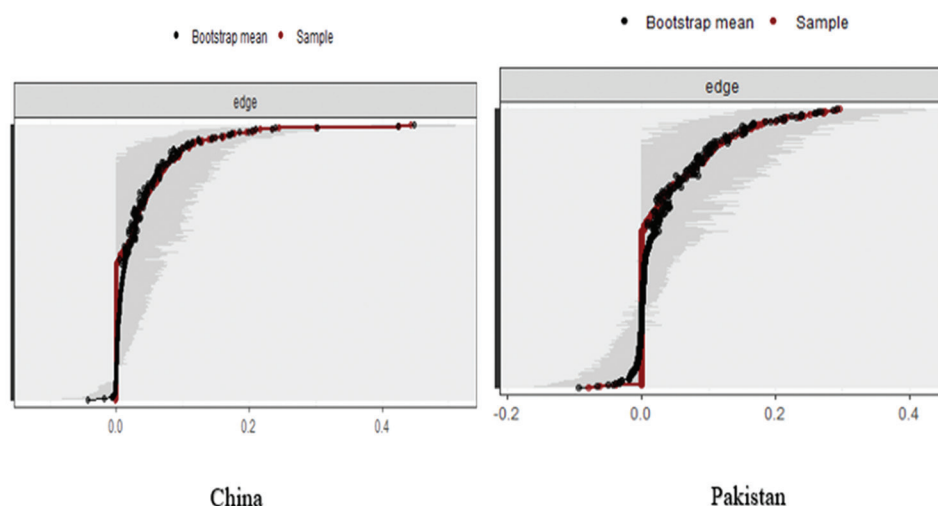 Bootstrap mean Sample
edge
0.0 0.2 0.4
China
Bootstrap mean Sample
edge
-0.2 0.0 0.2 0.4
Pakistan